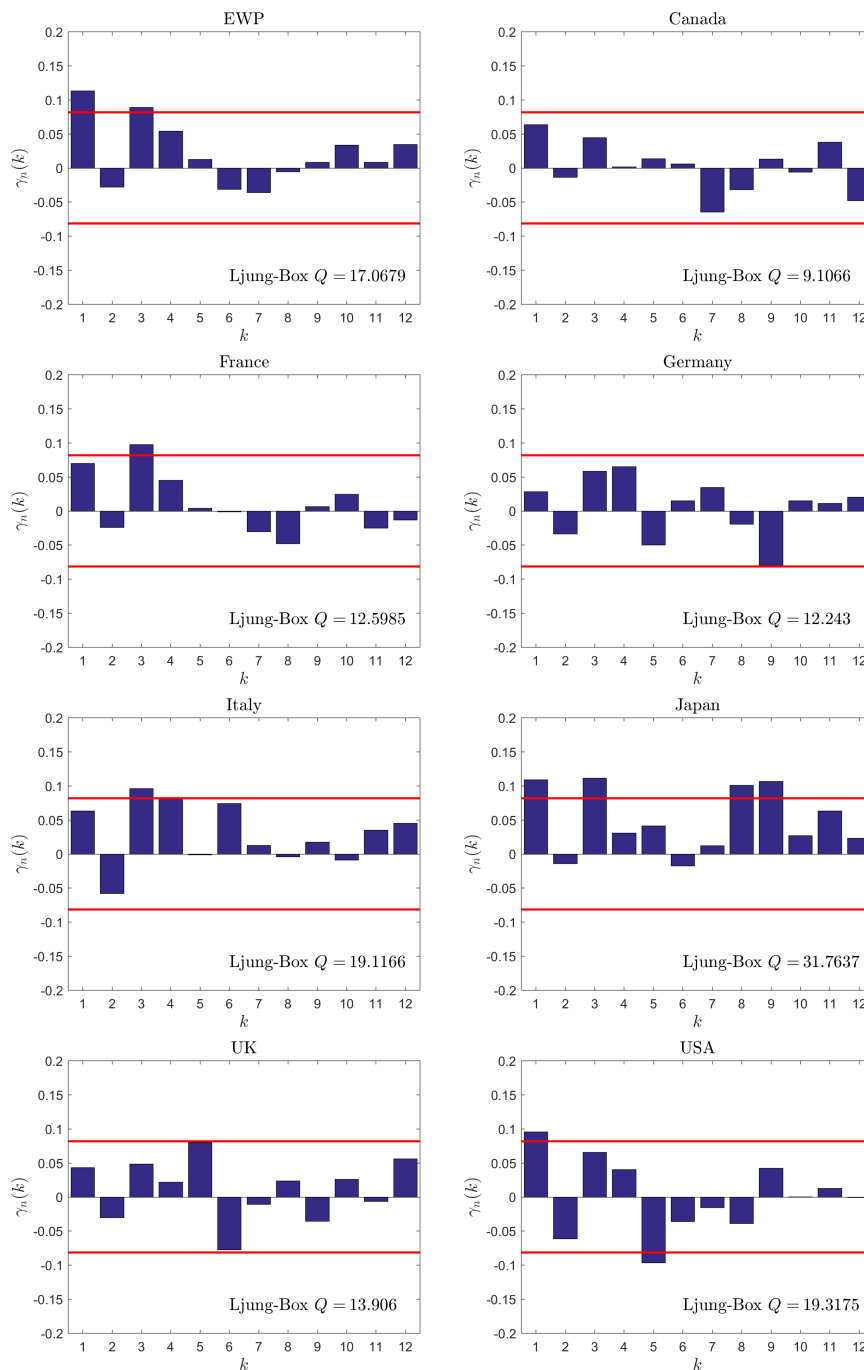 EWP
0.2
0.15
0.1
0.05
0
-0.05
-0.1
-0.15
-0.2
γn(k)
Ljung-Box Q = 17.0679
1 2 3 4 5 6 7 8 9 10 11 12
k
Canada
0.2
0.15
0.1
0.05
0
-0.05
-0.1
-0.15
-0.2
γn(k)
Ljung-Box Q = 9.1066
1 2 3 4 5 6 7 8 9 10 11 12
k
France
0.2
0.15
0.1
0.05
0
-0.05
-0.1
-0.15
-0.2
γn(k)
Ljung-Box Q = 12.5985
1 2 3 4 5 6 7 8 9 10 11 12
k
Germany
0.2
0.15
0.1
0.05
0
-0.05
-0.1
-0.15
-0.2
γn(k)
Ljung-Box Q = 12.243
1 2 3 4 5 6 7 8 9 10 11 12
k
Italy
0.2
0.15
0.1
0.05
0
-0.05
-0.1
-0.15
-0.2
γn(k)
Ljung-Box Q = 19.1166
1 2 3 4 5 6 7 8 9 10 11 12
k
Japan
0.2
0.15
0.1
0.05
0
-0.05
-0.1
-0.15
-0.2
γn(k)
Ljung-Box Q = 31.7637
1 2 3 4 5 6 7 8 9 10 11 12
k
UK
0.2
0.15
0.1
0.05
0
-0.05
-0.1
-0.15
-0.2
γn(k)
Ljung-Box Q = 13.906
1 2 3 4 5 6 7 8 9 10 11 12
k
USA
0.2
0.15
0.1
0.05
0
-0.05
-0.1
-0.15
-0.2
γn(k)
Ljung-Box Q = 19.3175
1 2 3 4 5 6 7 8 9 10 11 12
k